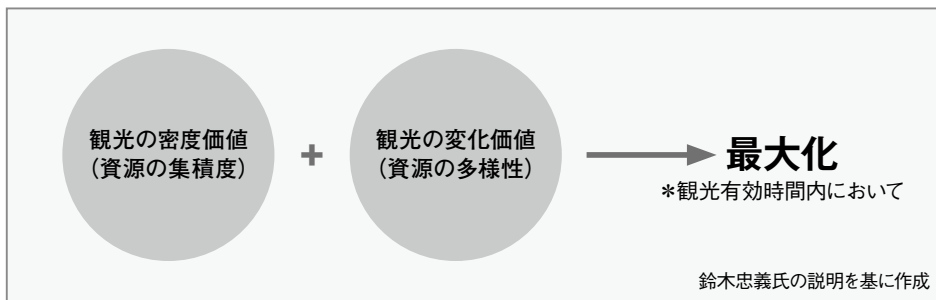 観光の密度価値
（資源の集積度）
+
観光の変化価値
（資源の多様性）
最大化
＊観光有効時間内において
鈴木忠義氏の説明を基に作成